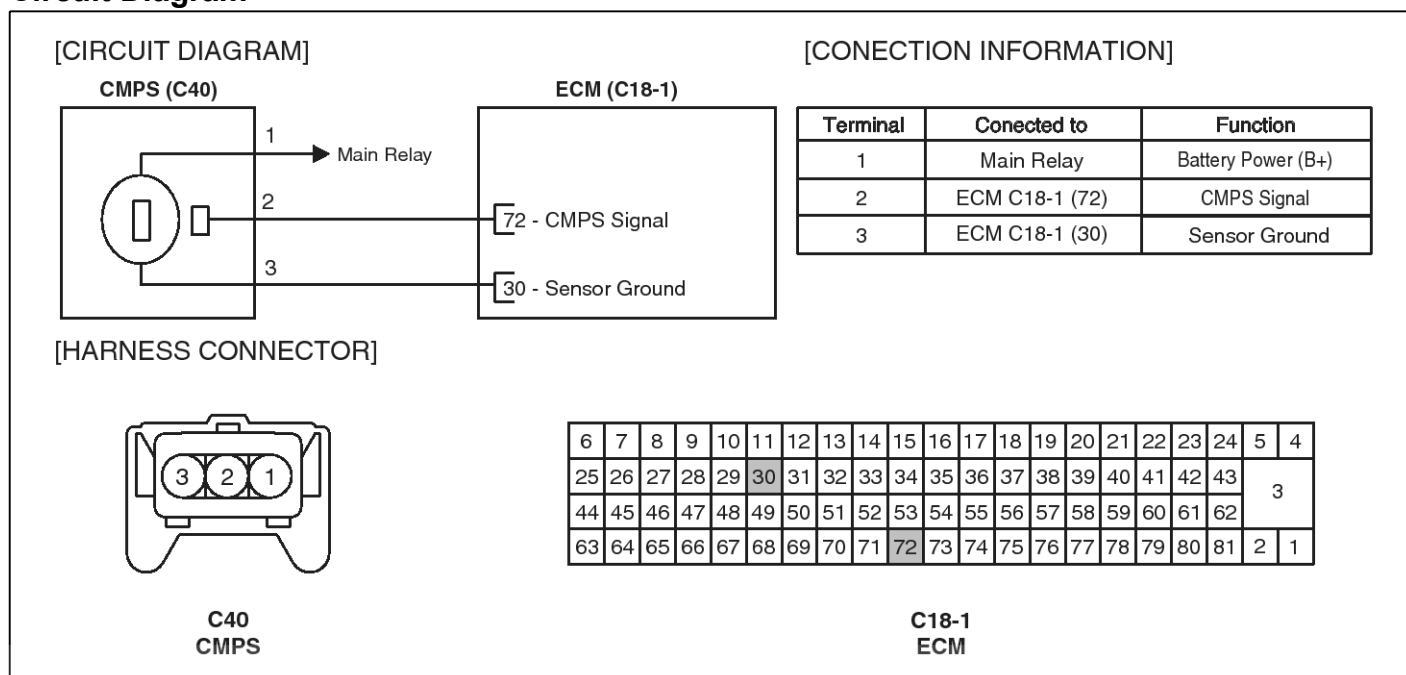 [CIRCUIT DIAGRAM]
CMPS (C40)
ECM (C18-1)
1
Main Relay
2
72 - CMPS Signal
3
30 - Sensor Ground
[CONECTION INFORMATION]
Terminal Conected to Function
1 Main Relay Battery Power (B+)
2 ECM C18-1 (72) CMPS Signal
3 ECM C18-1 (30) Sensor Ground
[HARNESS CONNECTOR]
3 2 1
C40
CMPS
6 7 8 9 10 11 12 13 14 15 16 17 18 19 20 21 22 23 24 5 4
25 26 27 28 29 30 31 32 33 34 35 36 37 38 39 40 41 42 43 3
44 45 46 47 48 49 50 51 52 53 54 55 56 57 58 59 60 61 62
63 64 65 66 67 68 69 70 71 72 73 74 75 76 77 78 79 80 81 2 1
C18-1
ECM